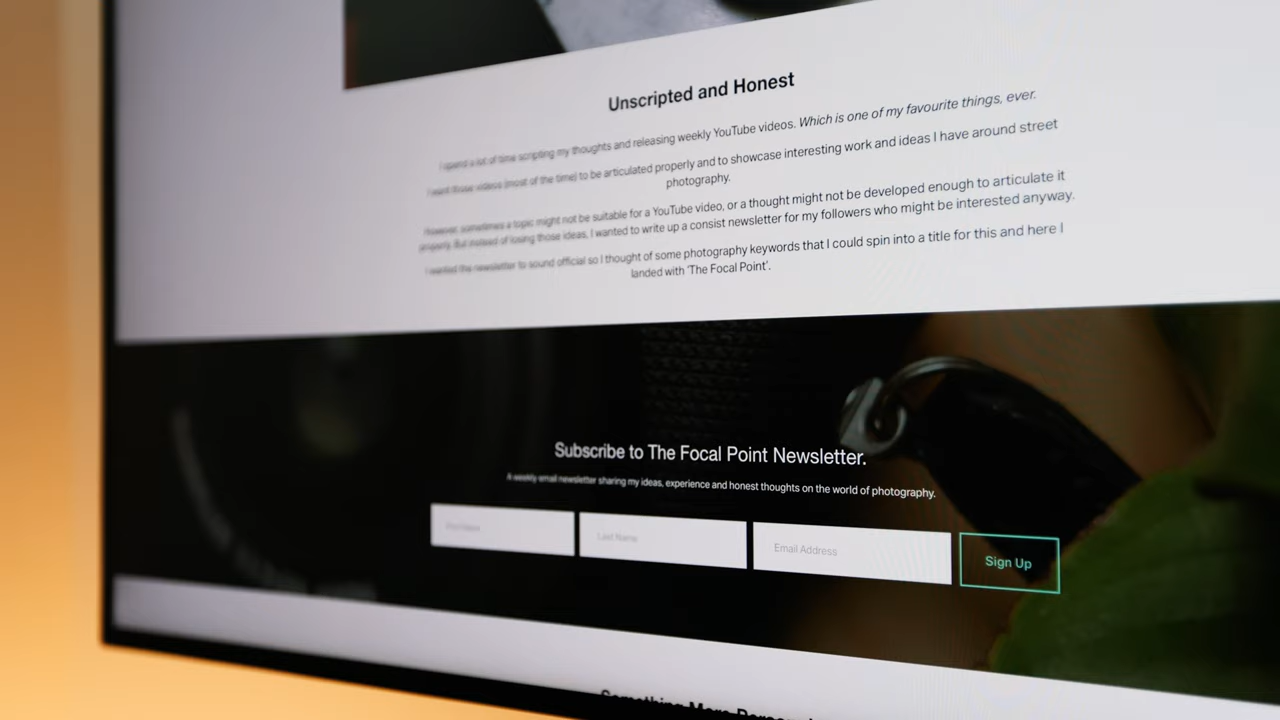 Unscripted and Honest
I spend a lot of time scripting my thoughts and releasing weekly YouTube videos. Which is one of my favourite things, ever.
I want those videos (most of the time) to be articulated properly and to showcase interesting work and ideas I have around street
photography.
However, sometimes a topic might not be suitable for a YouTube video, or a thought might not be developed enough to articulate it
properly. But instead of losing those ideas, I wanted to write up a consist newsletter for my followers who might be interested anyway.
I wanted the newsletter to sound official so I thought of some photography keywords that I could spin into a title for this and here I
landed with 'The Focal Point'.
Subscribe to The Focal Point Newsletter.
A weekly email newsletter sharing my ideas, experience and honest thoughts on the world of photography.
First Name
Last Name
Email Address
Sign Up
Something More